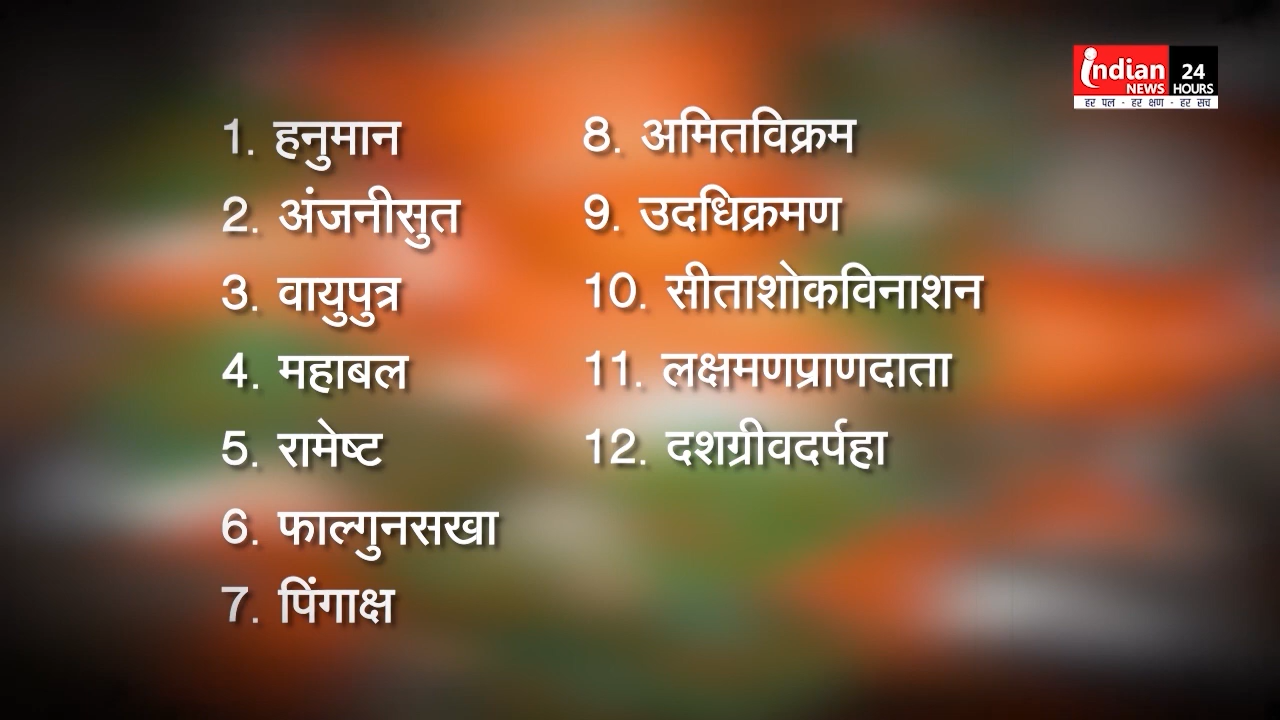 indian 24
NEWS HOURS
हर पल - हर क्षण - हर सच
1. हनुमान
2. अंजनीसुत
3. वायुपुत्र
4. महाबल
5. रामेष्ट
6. फाल्गुनसखा
7. पिंगाक्ष
8. अमितविक्रम
9. उदधिक्रमण
10. सीताशोकविनाशन
11. लक्षमणप्राणदाता
12. दशग्रीवदर्पहा